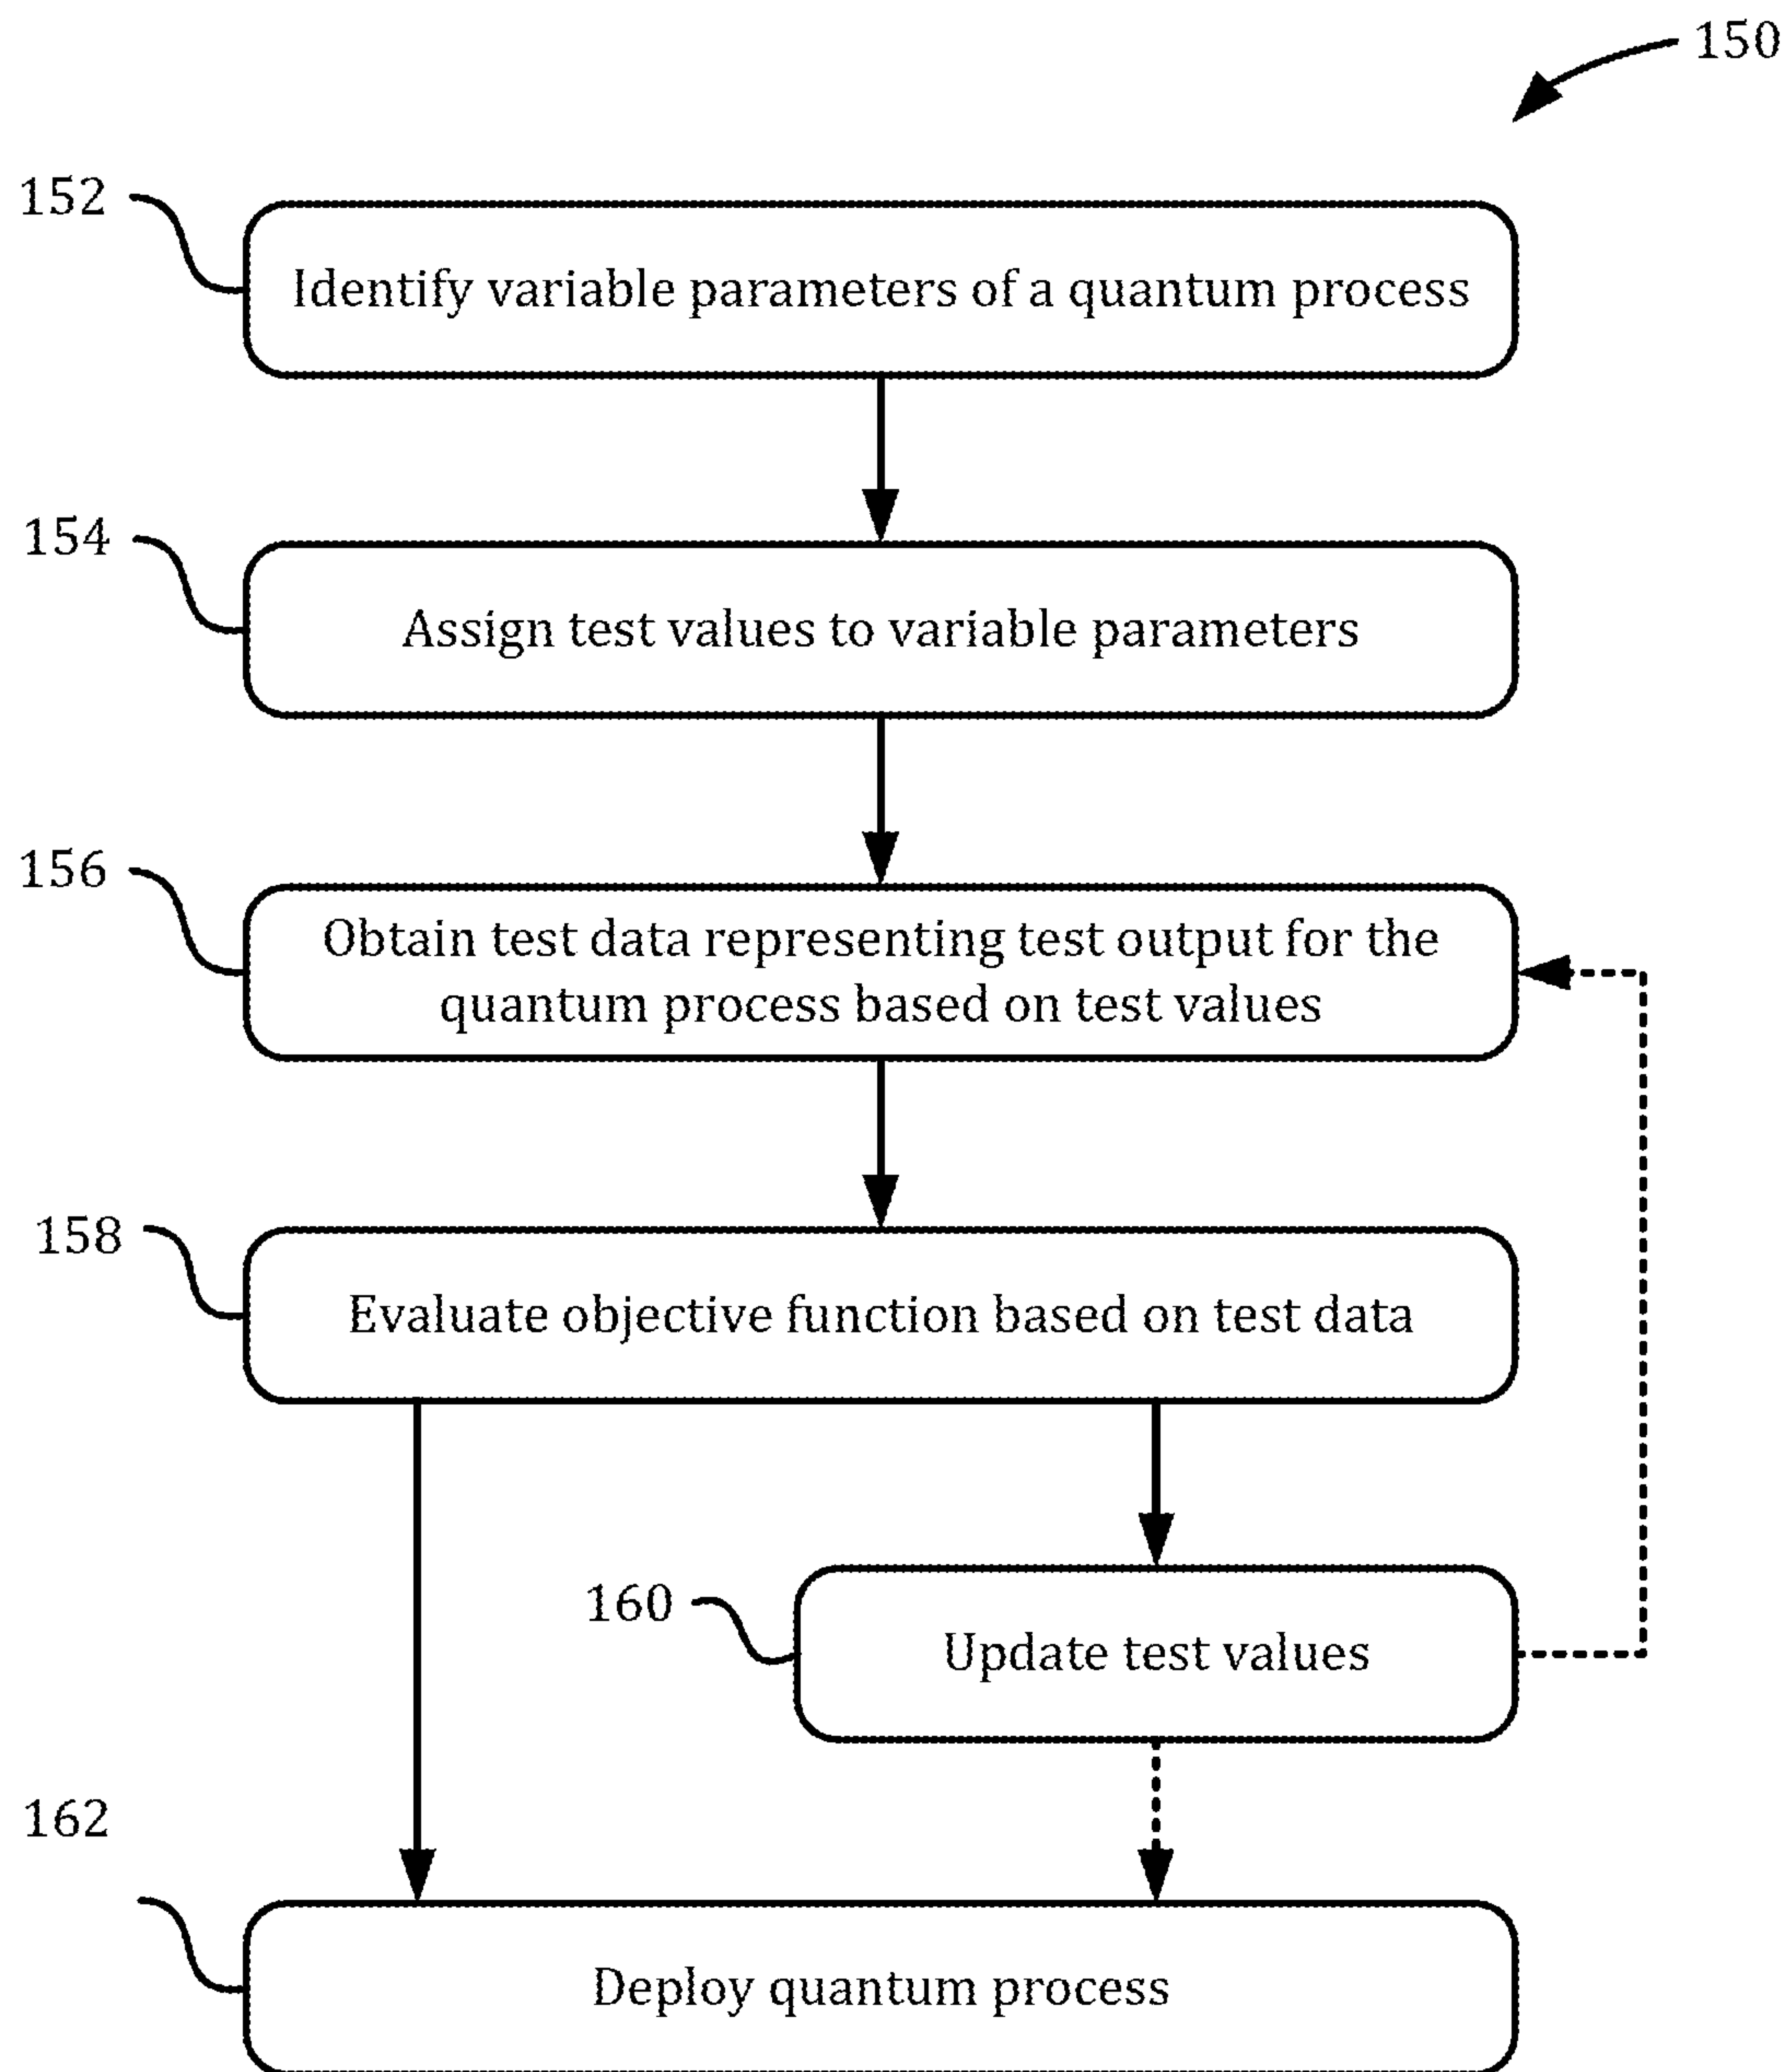 150
152
Identify variable parameters of a quantum process
154
Assign test values to variable parameters
156
Obtain test data representing test output for the
quantum process based on test values
158
Evaluate objective function based on test data
160
Update test values
162
Deploy quantum process